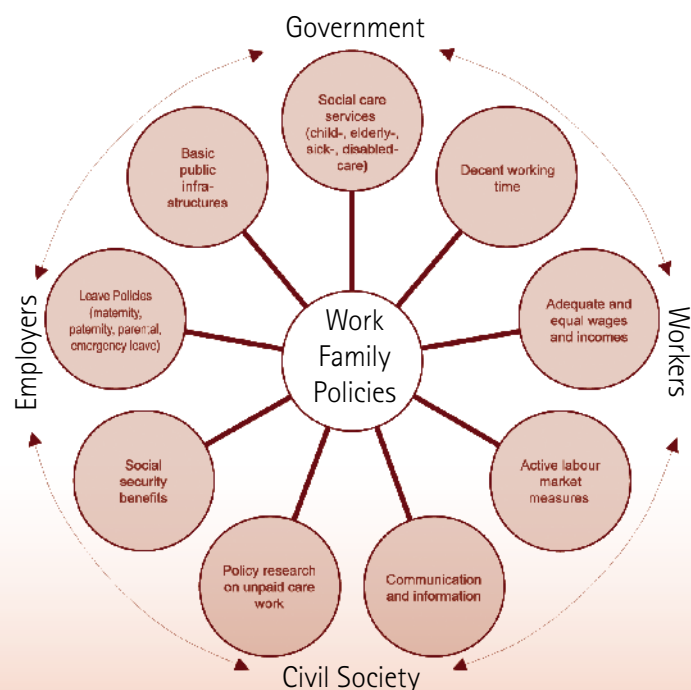 Government
Social care
services
(child-, elderly-,
sick-, disabled-
care)
Basic
public
infra-
structures
Decent working
time
Leave Policies
(maternity,
paternity, parental,
emergency leave)
Adequate and
equal wages
and incomes
Employers
Work
Family
Policies
Workers
Social
security
benefits
Active labour
market
measures
Policy research
on unpaid care
work
Communication
and information
Civil Society